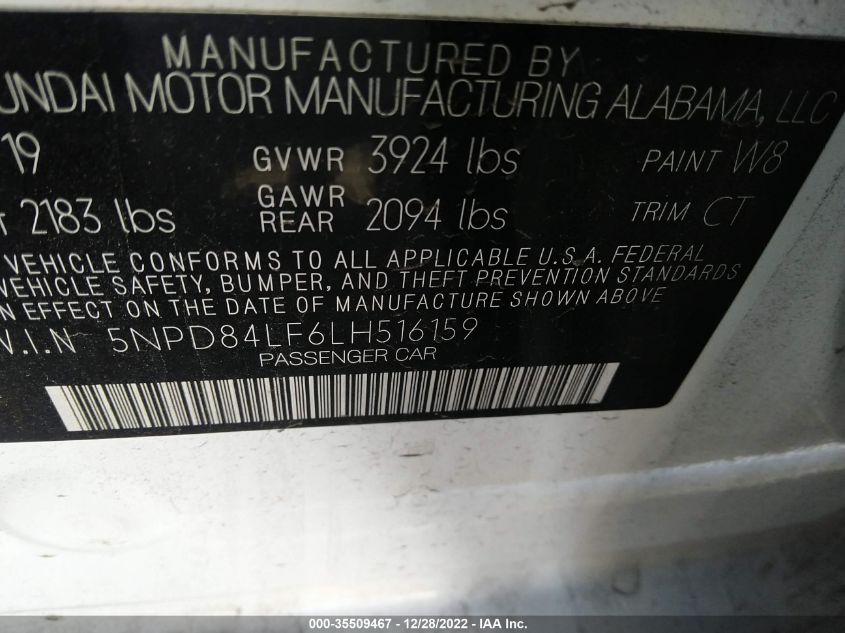 MANUFACTURED BY
UNDAI MOTOR MANUFACTURING ALABAMA, LLC
19 GVWR 3924 lbs PAINT W8
2183 lbs GAWR REAR 2094 lbs TRIM CT
VEHICLE CONFORMS TO ALL APPLICABLE U.S.A. FEDERAL
VEHICLE SAFETY, BUMPER, AND THEFT PREVENTION STANDARDS
N EFFECT ON THE DATE OF MANUFACTURE SHOWN ABOVE
V.I.N 5NPD84LF6LH516159
PASSENGER CAR
000-35509467 - 12/28/2022 - IAA Inc.